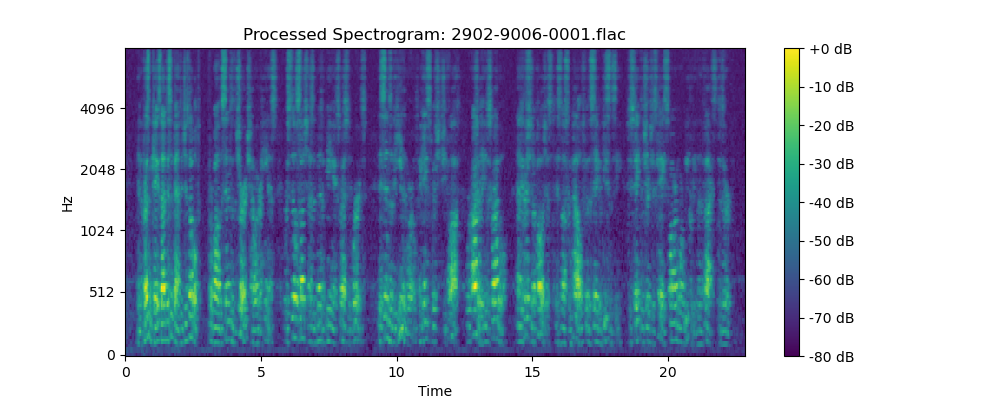 Processed Spectrogram: 2902-9006-0001.flac
Hz
4096
2048
1024
512
0
0 5 10 15 20
Time
+0 dB
-10 dB
-20 dB
-30 dB
-40 dB
-50 dB
-60 dB
-70 dB
-80 dB